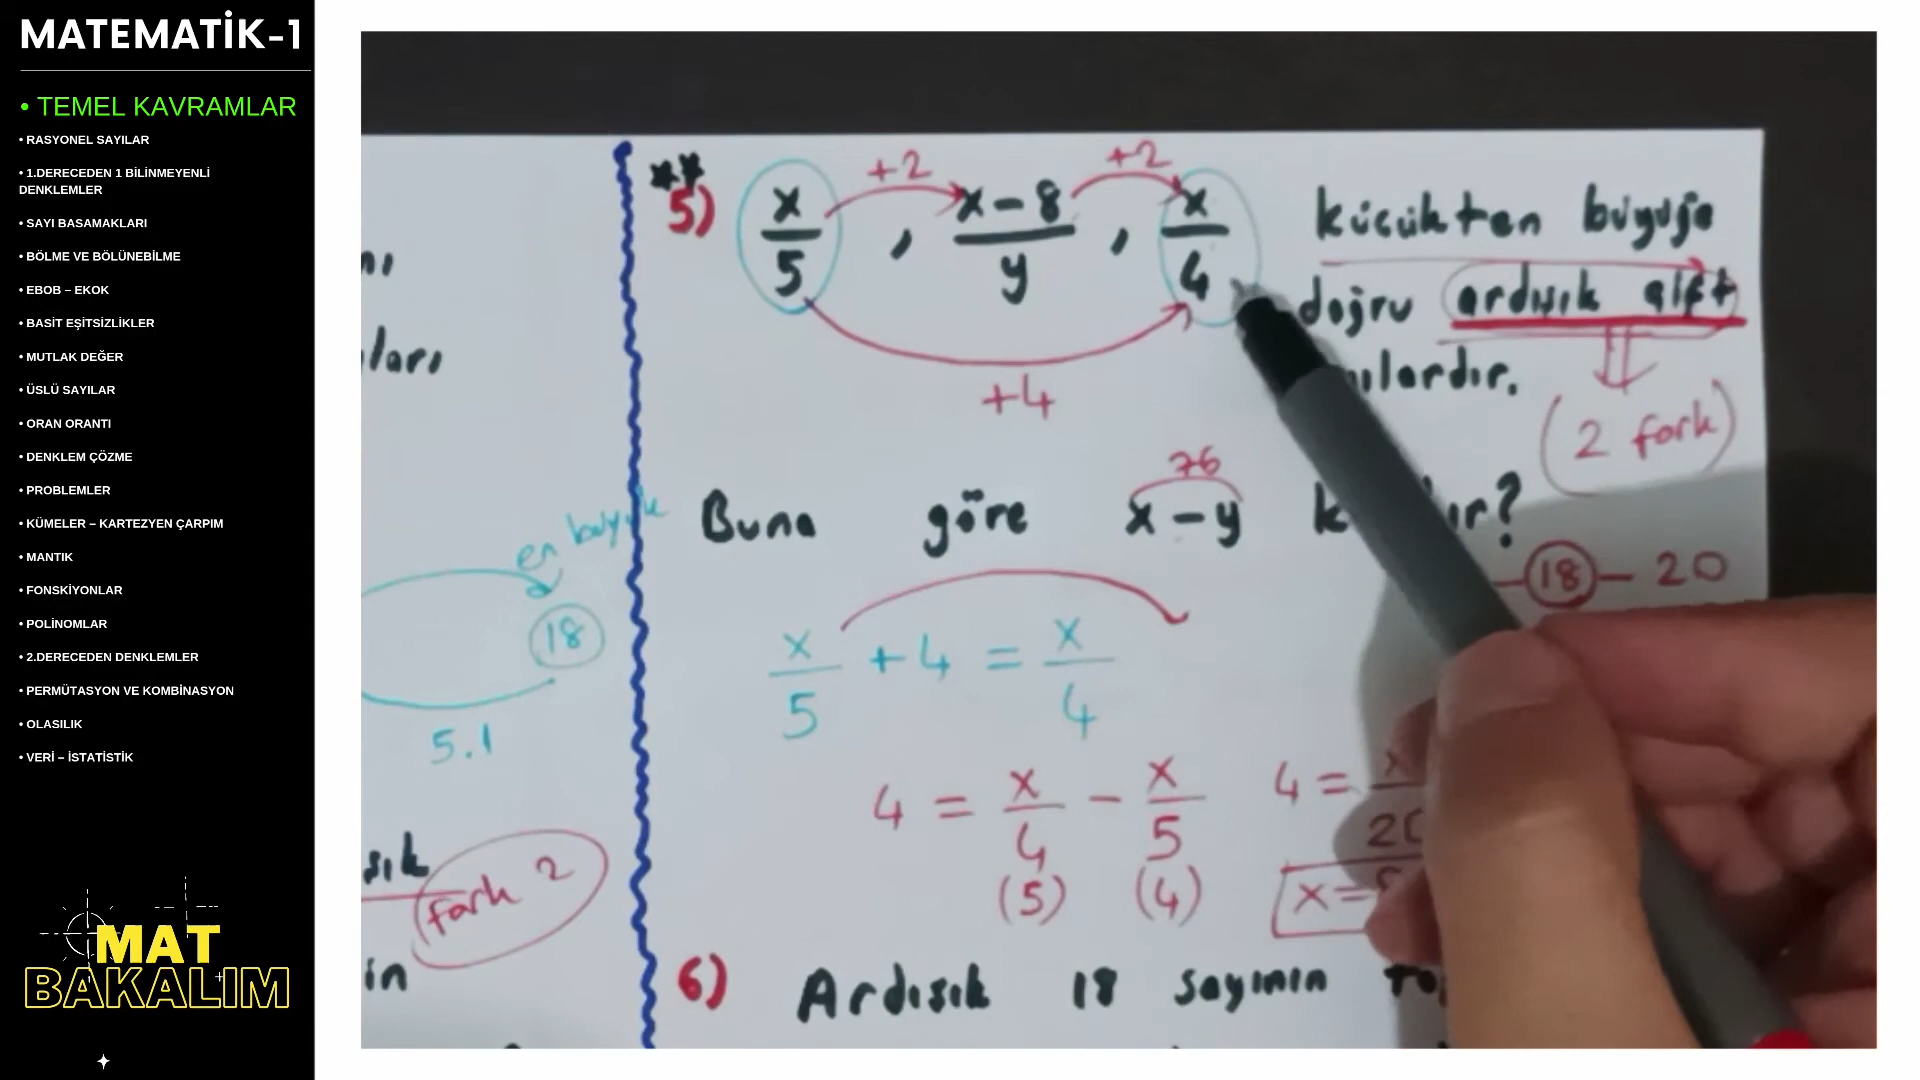 MATEMATİK-1
• TEMEL KAVRAMLAR
• RASYONEL SAYILAR
• 1.DERECEDEN 1 BİLİNMEYENLİ
DENKLEMLER
• SAYI BASAMAKLARI
• BÖLME VE BÖLÜNEBİLME
• EBOB – EKOK
• BASİT EŞİTSİZLİKLER
• MUTLAK DEĞER
• ÜSLÜ SAYILAR
• ORAN ORANTI
• DENKLEM ÇÖZME
• PROBLEMLER
• KÜMELER – KARTEZYEN ÇARPIM
• MANTIK
• FONSKİYONLAR
• POLİNOMLAR
• 2.DERECEDEN DENKLEMLER
• PERMÜTASYON VE KOMBİNASYON
• OLASILIK
• VERİ – İSTATİSTİK
MAT
BAKALIM
en büyük
18
5.1
fark 2
in
+2 +2
5) x/5 , x-8/y , x/4 küçükten büyüğe
doğru ardışık çift
+4
(2 fark)
76
Buna göre x-y
18 - 20
x/5 + 4 = x/4
4 = x/4 - x/5 4 =
(5) (4) x=
6) Ardışık 18 sayının